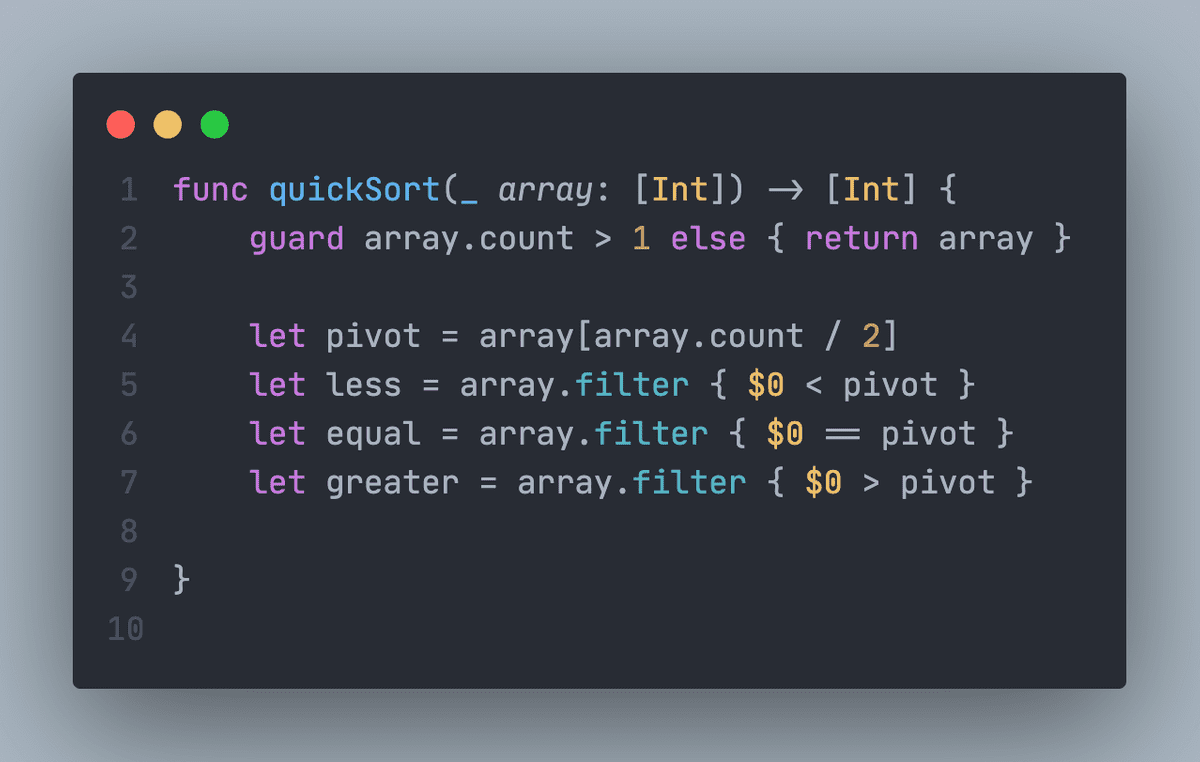 1 func quickSort(_ array: [Int]) -> [Int] {
2     guard array.count > 1 else { return array }
3
4     let pivot = array[array.count / 2]
5     let less = array.filter { $0 < pivot }
6     let equal = array.filter { $0 == pivot }
7     let greater = array.filter { $0 > pivot }
8
9 }
10